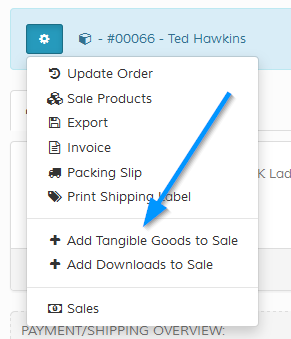 - #00066 - Ted Hawkins
Update Order
Sale Products
Export
Invoice
Packing Slip
K Lad
Print Shipping Label
Add Tangible Goods to Sale
Add Downloads to Sale
Sales
PAYMENT/SHIPPING OVERVIEW: